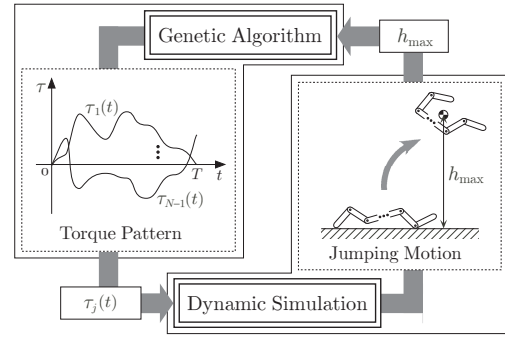 Genetic Algorithm
h_max
τ
τ_1(t)
o
T
t
τ_{N-1}(t)
Torque Pattern
h_max
Jumping Motion
τ_j(t)
Dynamic Simulation